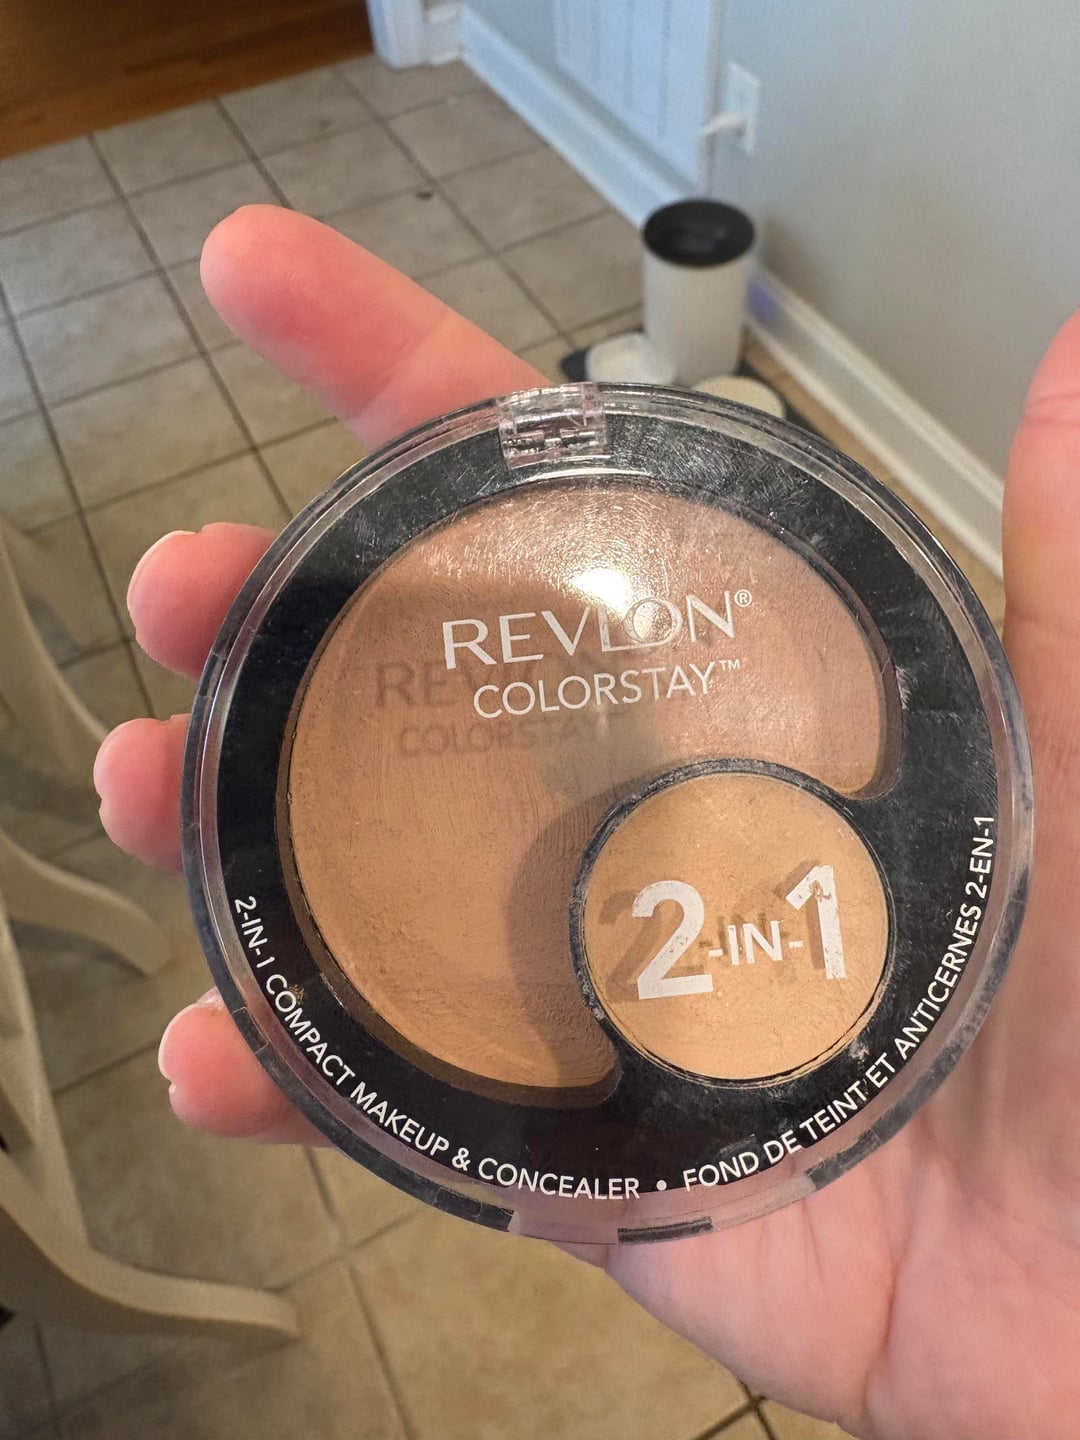 REVLON®
COLORSTAY™
2-IN-1
2-IN-1 COMPACT MAKEUP & CONCEALER • FOND DE TEINT ET ANTICERNES 2-EN-1